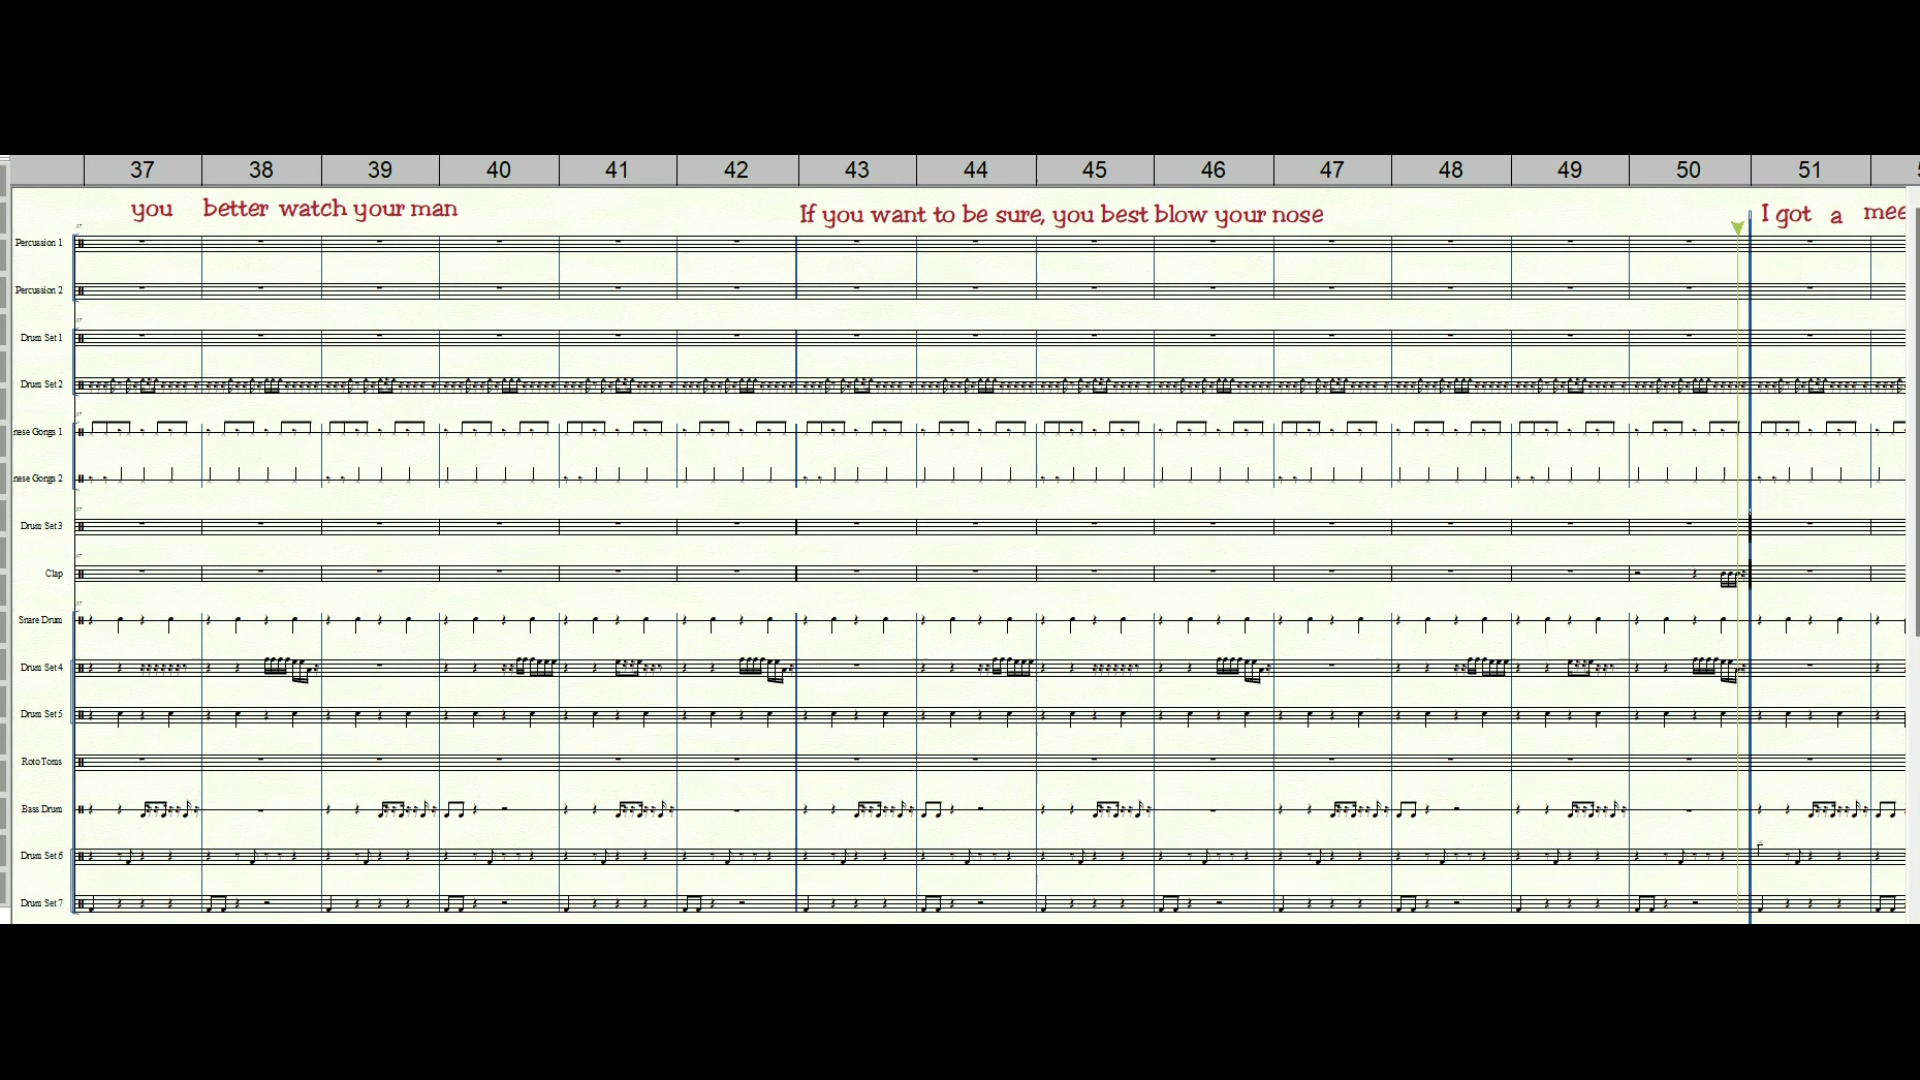 37 38 39 40 41 42 43 44 45 46 47 48 49 50 51
you better watch your man
If you want to be sure, you best blow your nose
I got a mee
Percussion 1
Percussion 2
Drum Set 1
Drum Set 2
nese Gongs 1
nese Gongs 2
Drum Set 3
Clap
Snare Drum
Drum Set 4
Drum Set 5
Roto Toms
Bass Drum
Drum Set 6
Drum Set 7